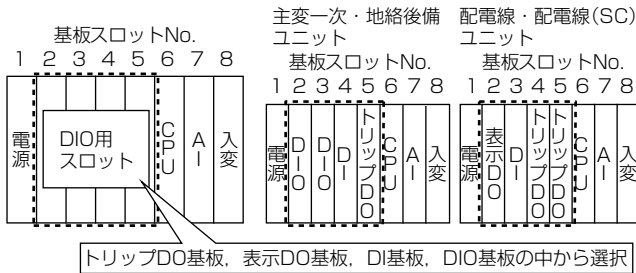 基板スロットNo.
1 2 3 4 5 6 7 8
電源
DIO用
スロット
CPU
AI
入変
主変一次・地絡後備
ユニット
基板スロットNo.
1 2 3 4 5 6 7 8
電源
DIO
DIO
DI
トリップDO
CPU
AI
入変
配電線・配電線(SC)
ユニット
基板スロットNo.
1 2 3 4 5 6 7 8
電源
表示DO
DI
トリップDO
トリップDO
CPU
AI
入変
トリップDO基板，表示DO基板，DI基板，DIO基板の中から選択